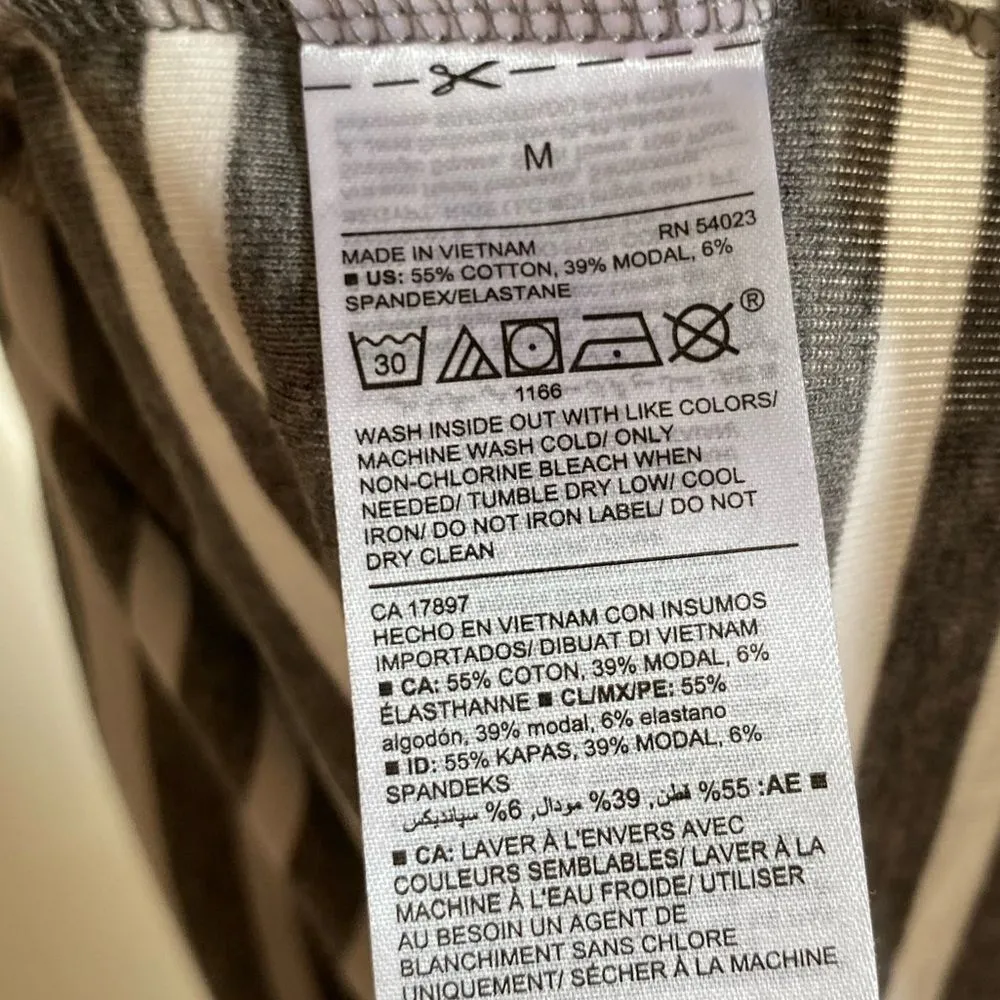 M
RN 54023
MADE IN VIETNAM
■ US: 55% COTTON, 39% MODAL, 6%
SPANDEX/ELASTANE
30
®
1166
WASH INSIDE OUT WITH LIKE COLORS/
MACHINE WASH COLD/ ONLY
NON-CHLORINE BLEACH WHEN
NEEDED/ TUMBLE DRY LOW/ COOL
IRON/ DO NOT IRON LABEL/ DO NOT
DRY CLEAN
CA 17897
HECHO EN VIETNAM CON INSUMOS
IMPORTADOS/ DIBUAT DI VIETNAM
■ CA: 55% COTON, 39% MODAL, 6%
ÉLASTHANNE ■ CL/MX/PE: 55%
algodón, 39% modal, 6% elastano
■ ID: 55% KAPAS, 39% MODAL, 6%
SPANDEKS
■ AE: 55% قطن, 39% مودال, 6% سباندیکس
■ CA: LAVER À L'ENVERS AVEC
COULEURS SEMBLABLES/ LAVER À LA
MACHINE À L'EAU FROIDE/ UTILISER
AU BESOIN UN AGENT DE
BLANCHIMENT SANS CHLORE
UNIQUEMENT/ SÉCHER À LA MACHINE